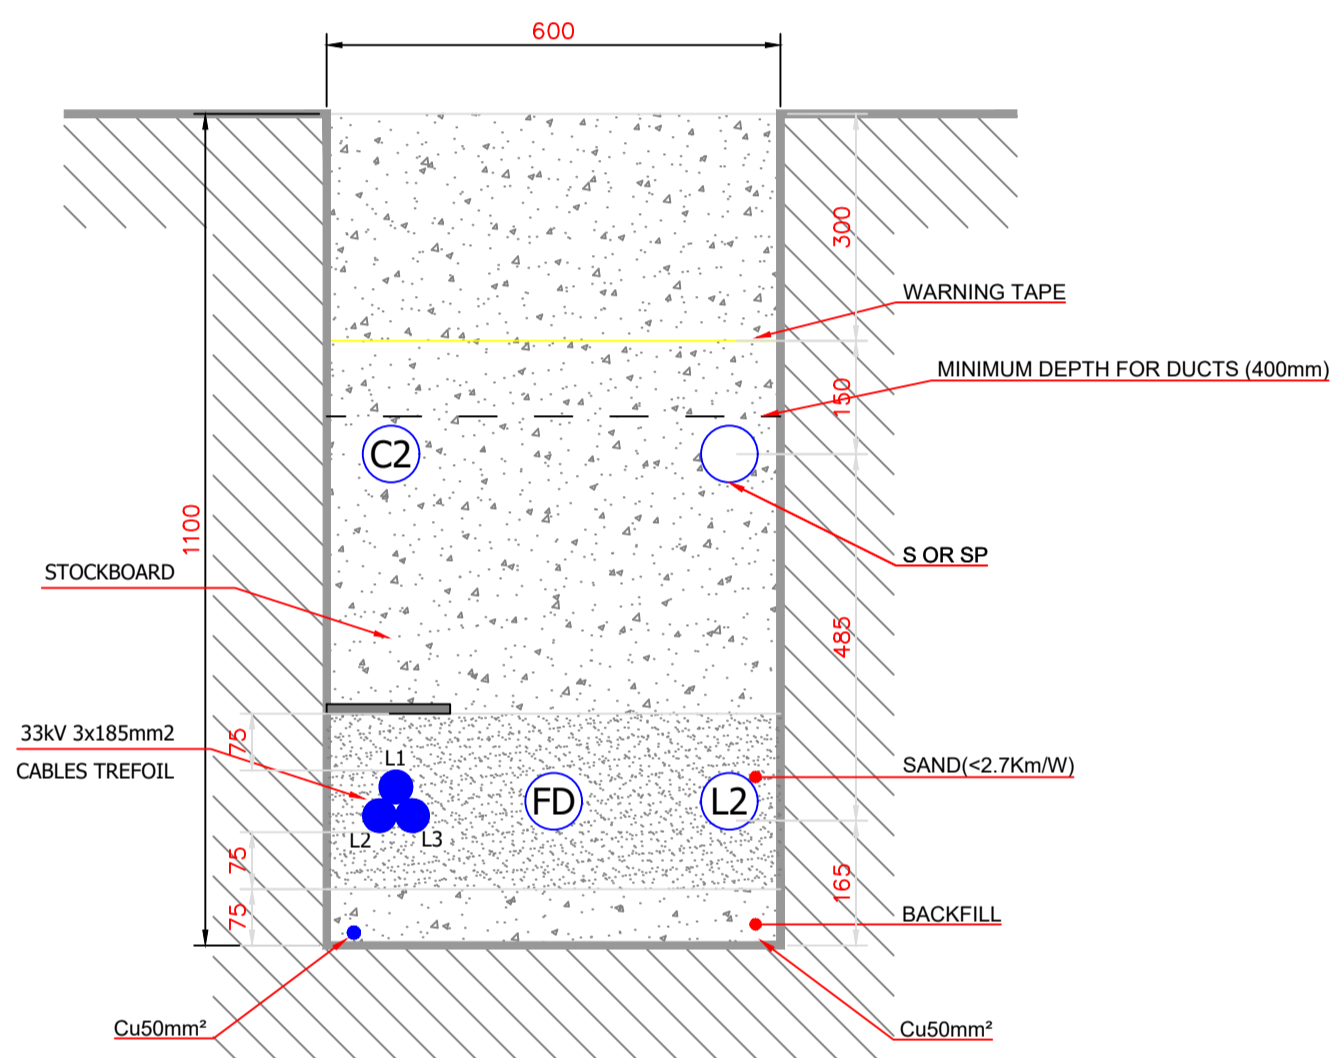 600
300
WARNING TAPE
MINIMUM DEPTH FOR DUCTS (400mm)
150
C2
1100
S OR SP
STOCKBOARD
485
33kV 3x185mm2
CABLES TREFOIL
75
L1
L2
L3
FD
L2
SAND(<2.7Km/W)
75
165
75
BACKFILL
Cu50mm²
Cu50mm²